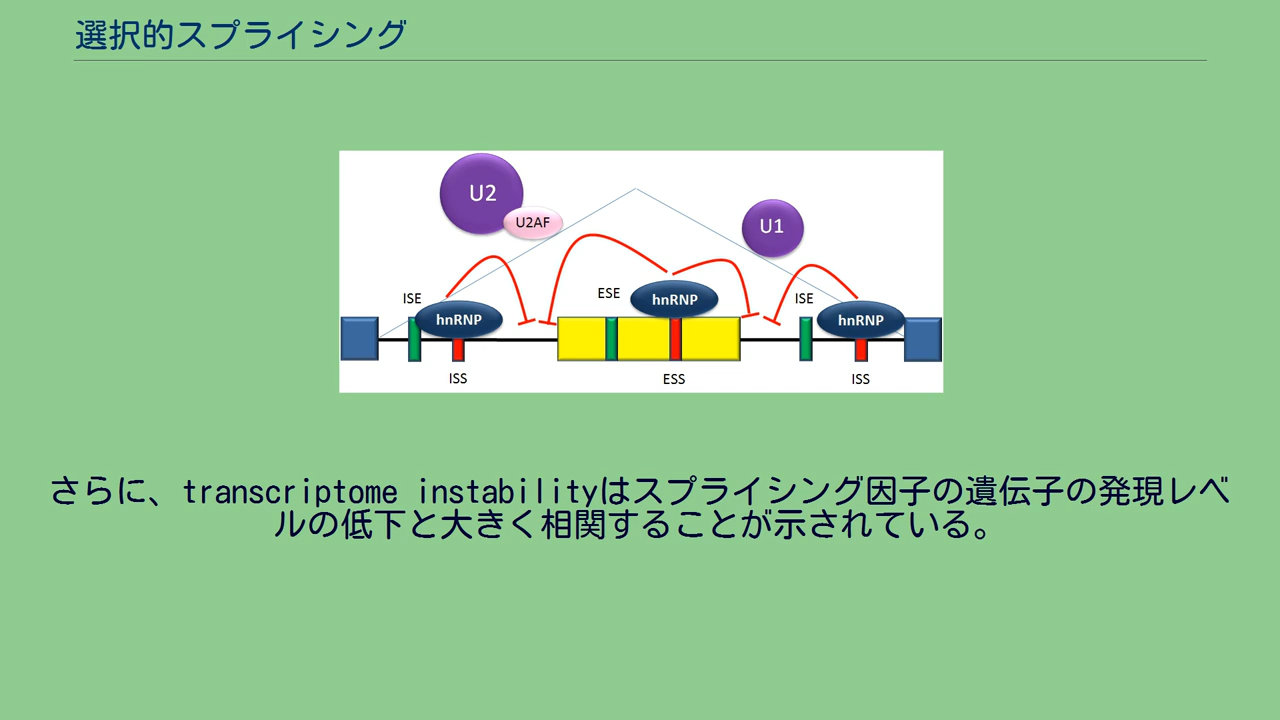 選択的スプライシング
U2
U2AF
U1
ISE
hnRNP
ESE
hnRNP
ISE
hnRNP
ISS
ESS
ISS
さらに、transcriptome instabilityはスプライシング因子の遺伝子の発現レベ
ルの低下と大きく相関することが示されている。